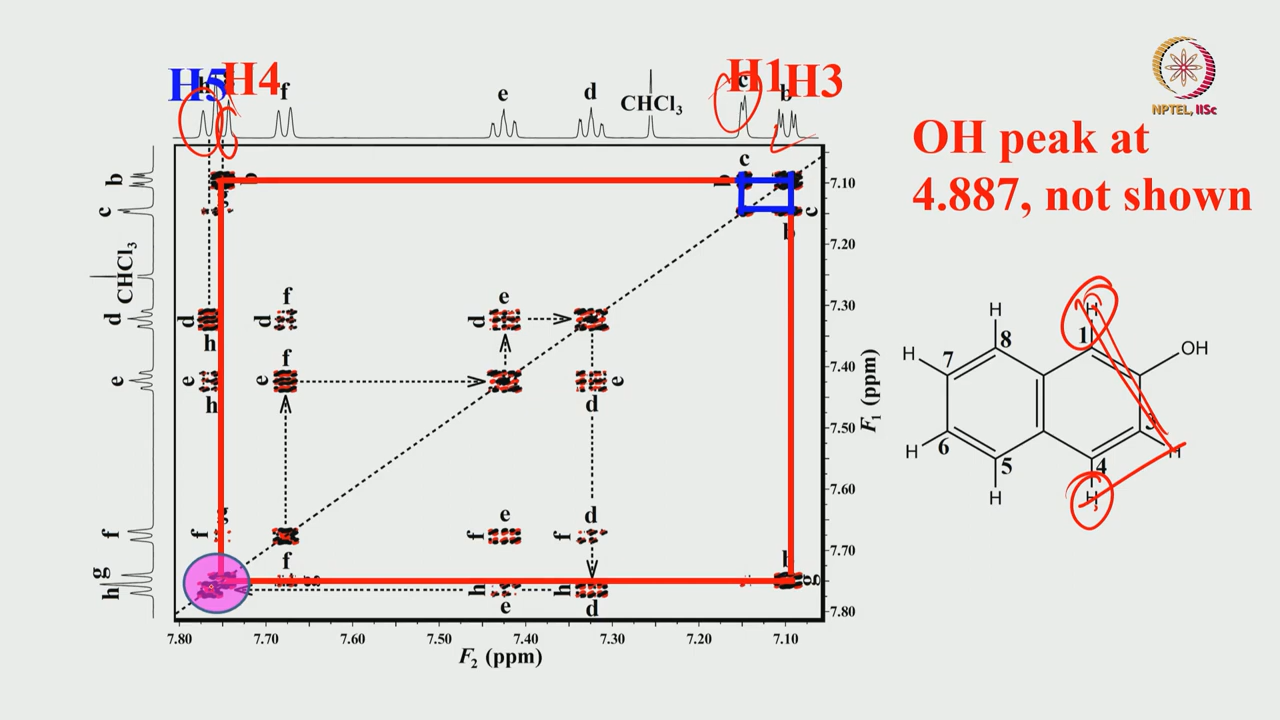 H5
H4
f
e
d
CHCl3
H1
c
H3
b
NPTEL, IISc
OH peak at
4.887, not shown
b
c
CHCl3
d
e
f
g
h
c
b
c
d
f
d
e
d
h
e
f
e
h
d
e
f
g
f
e
f
d
f
h
g
h
e
h
d
7.10
7.20
7.30
7.40
7.50
7.60
7.70
7.80
F1 (ppm)
7.80
7.70
7.60
7.50
7.40
7.30
7.20
7.10
F2 (ppm)
H
H
8
1
OH
H
7
3
H
H
6
5
4
H
H